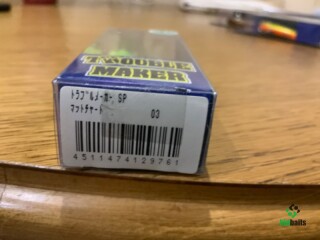 TROUBLE
MAKER
ﾄﾗﾌﾞﾙﾒｰｶｰ SP
ﾏｯﾄﾁｬｰﾄ 03
4511474129761
baits